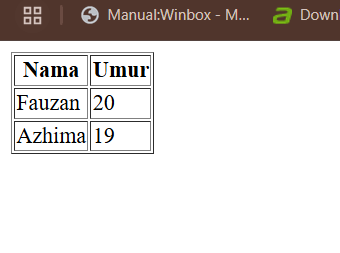 Manual:Winbox - M... Down
Nama Umur
Fauzan 20
Azhima 19